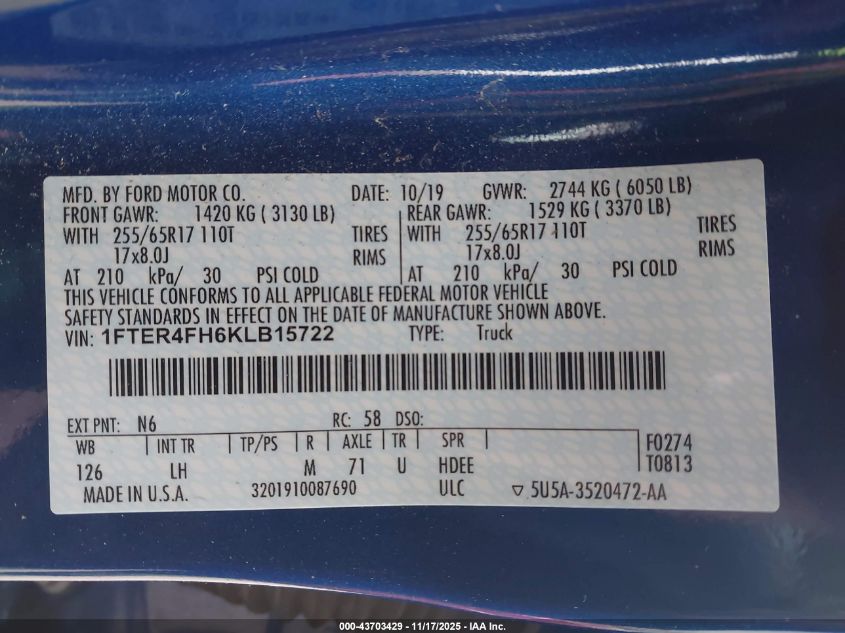 MFD. BY FORD MOTOR CO. DATE: 10/19 GVWR: 2744 KG ( 6050 LB)
FRONT GAWR: 1420 KG ( 3130 LB) REAR GAWR: 1529 KG ( 3370 LB)
WITH 255/65R17 110T TIRES WITH 255/65R17 110T TIRES
17x8.0J RIMS 17x8.0J RIMS
AT 210 kPa/ 30 PSI COLD AT 210 kPa/ 30 PSI COLD
THIS VEHICLE CONFORMS TO ALL APPLICABLE FEDERAL MOTOR VEHICLE
SAFETY STANDARDS IN EFFECT ON THE DATE OF MANUFACTURE SHOWN ABOVE.
VIN: 1FTER4FH6KLB15722 TYPE: Truck
EXT PNT: N6 RC: 58 DSO:
WB INT TR TP/PS R AXLE TR SPR F0274
126 LH M 71 U HDEE T0813
MADE IN U.S.A. 3201910087690 ULC ▽ 5U5A-3520472-AA
000-43703429 - 11/17/2025 - IAA Inc.